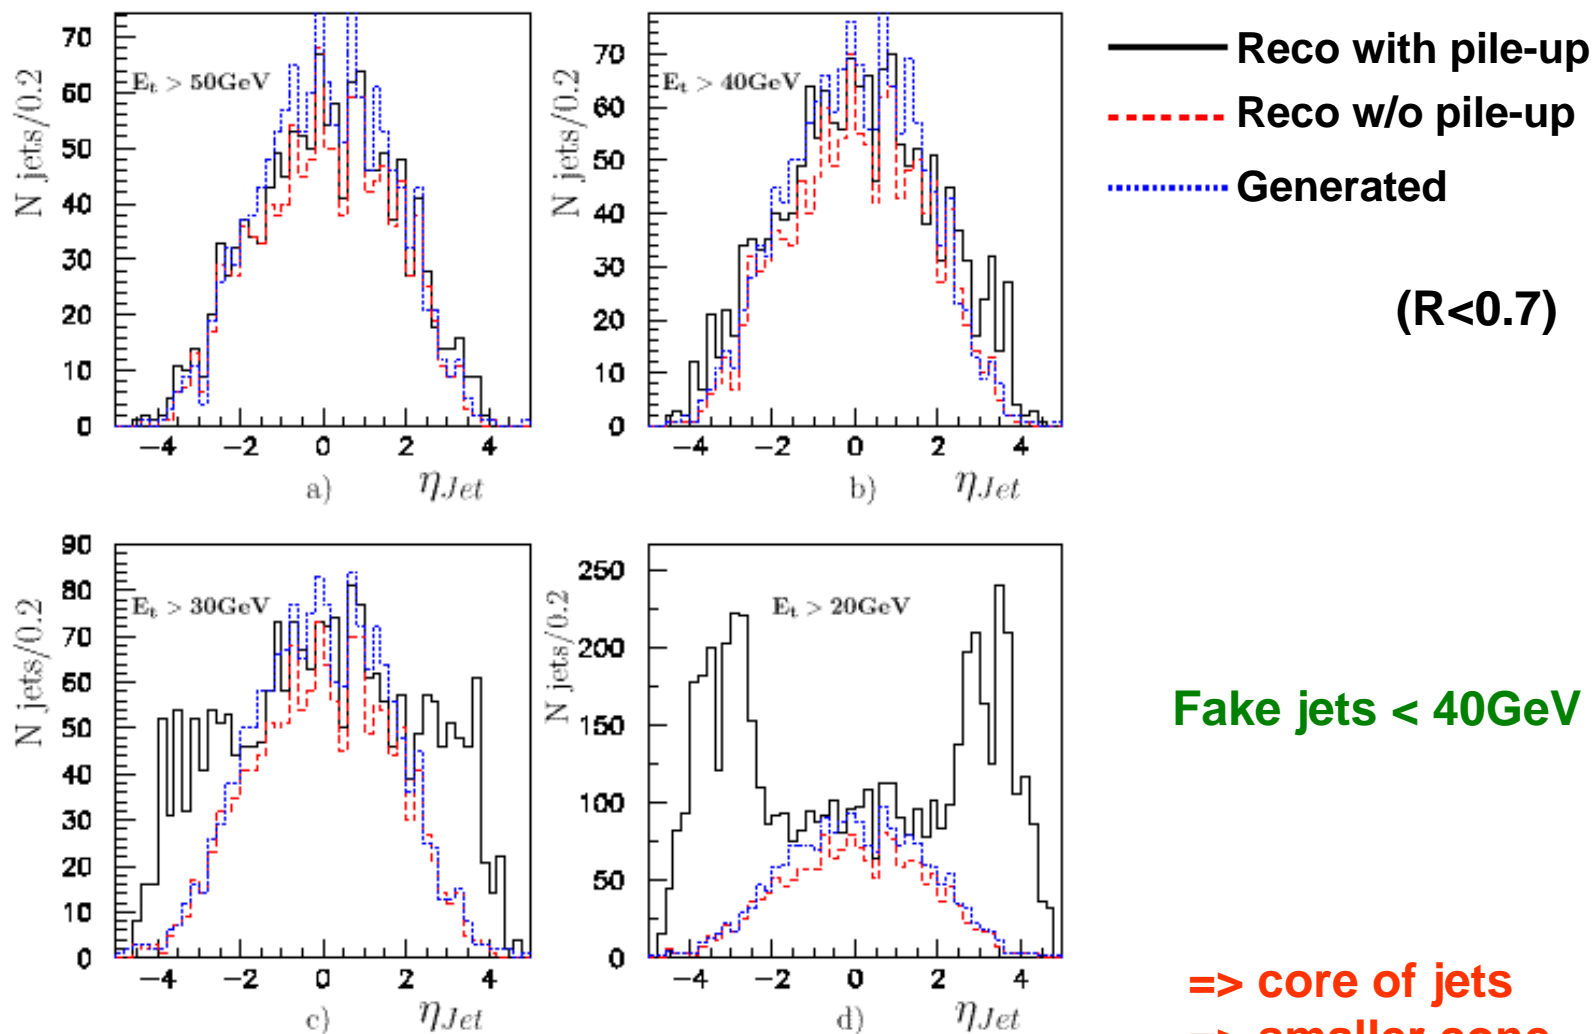 70
60
50
40
30
20
10
0
N jets/0.2
E_t > 50GeV
−4 −2 0 2 4
a) η_Jet
70
60
50
40
30
20
10
0
N jets/0.2
E_t > 40GeV
−4 −2 0 2 4
b) η_Jet
Reco with pile-up
Reco w/o pile-up
Generated
(R<0.7)
90
80
70
60
50
40
30
20
10
0
N jets/0.2
E_t > 30GeV
−4 −2 0 2 4
c) η_Jet
250
200
150
100
50
0
N jets/0.2
E_t > 20GeV
−4 −2 0 2 4
d) η_Jet
Fake jets < 40GeV
=> core of jets
=> smaller cone